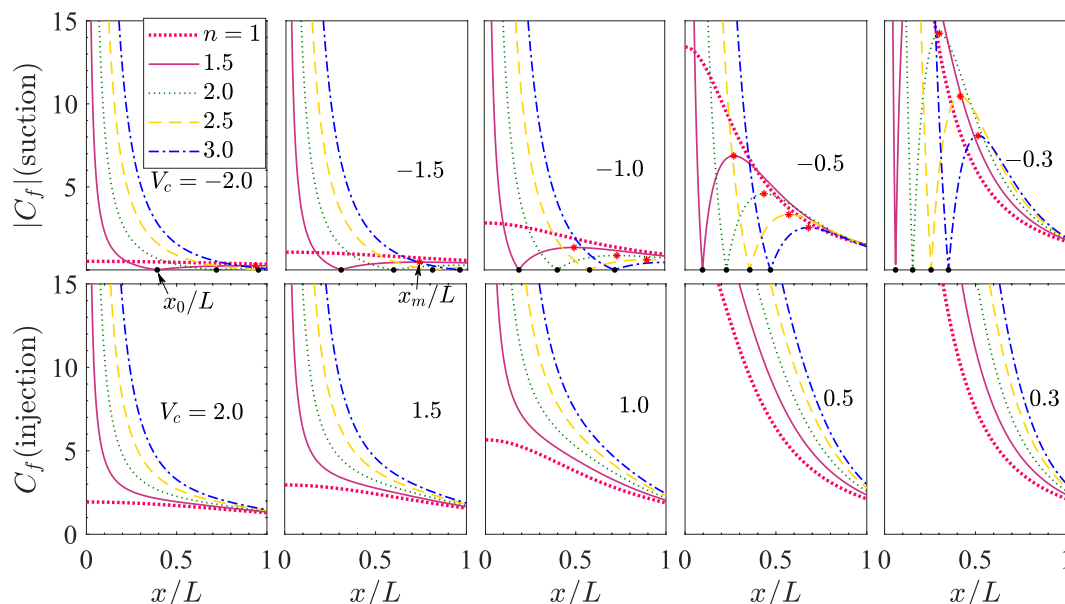 |C_f|(suction)
15
10
5
n = 1
1.5
2.0
2.5
3.0
V_c = −2.0
−1.5
−1.0
−0.5
−0.3
x_0/L
x_m/L
C_f(injection)
15
10
5
0
V_c = 2.0
1.5
1.0
0.5
0.3
0 0.5 1 0 0.5 1 0 0.5 1 0 0.5 1 0 0.5 1
x/L x/L x/L x/L x/L